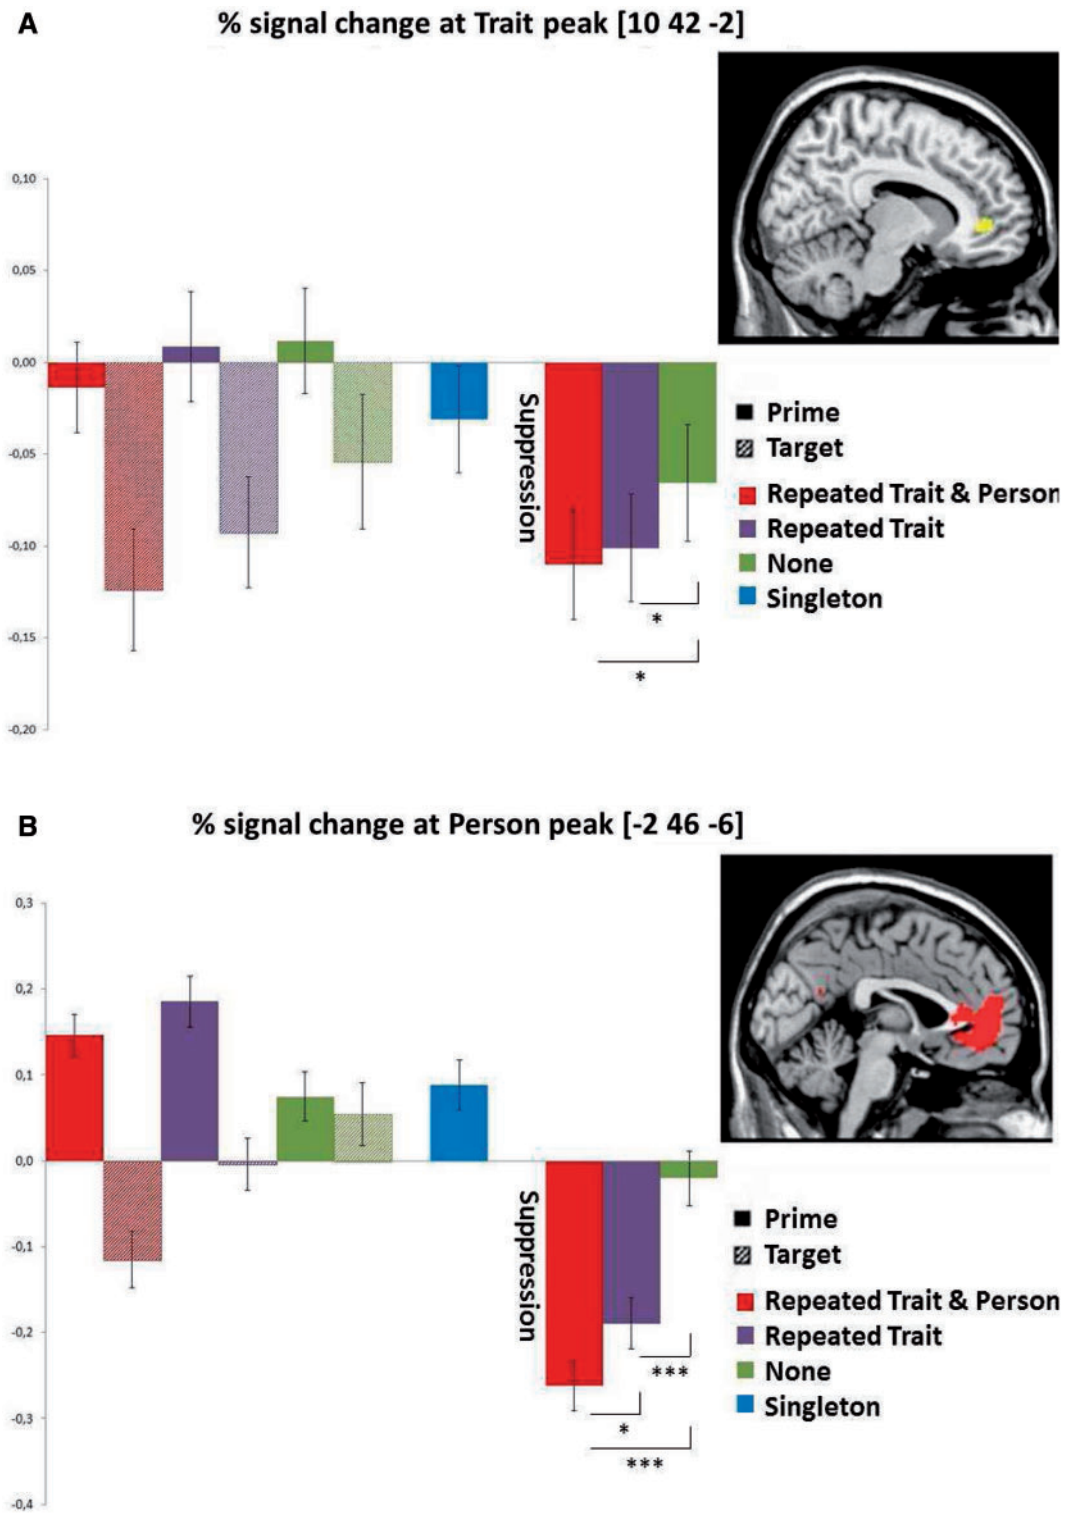 A
% signal change at Trait peak [10 42 -2]
0,10
0,05
0,00
-0,05
-0,10
-0,15
-0,20
Suppression
*
*
Prime
Target
Repeated Trait & Person
Repeated Trait
None
Singleton
B
% signal change at Person peak [-2 46 -6]
0,3
0,2
0,1
0,0
-0,1
-0,2
-0,3
-0,4
Suppression
***
*
***
Prime
Target
Repeated Trait & Person
Repeated Trait
None
Singleton